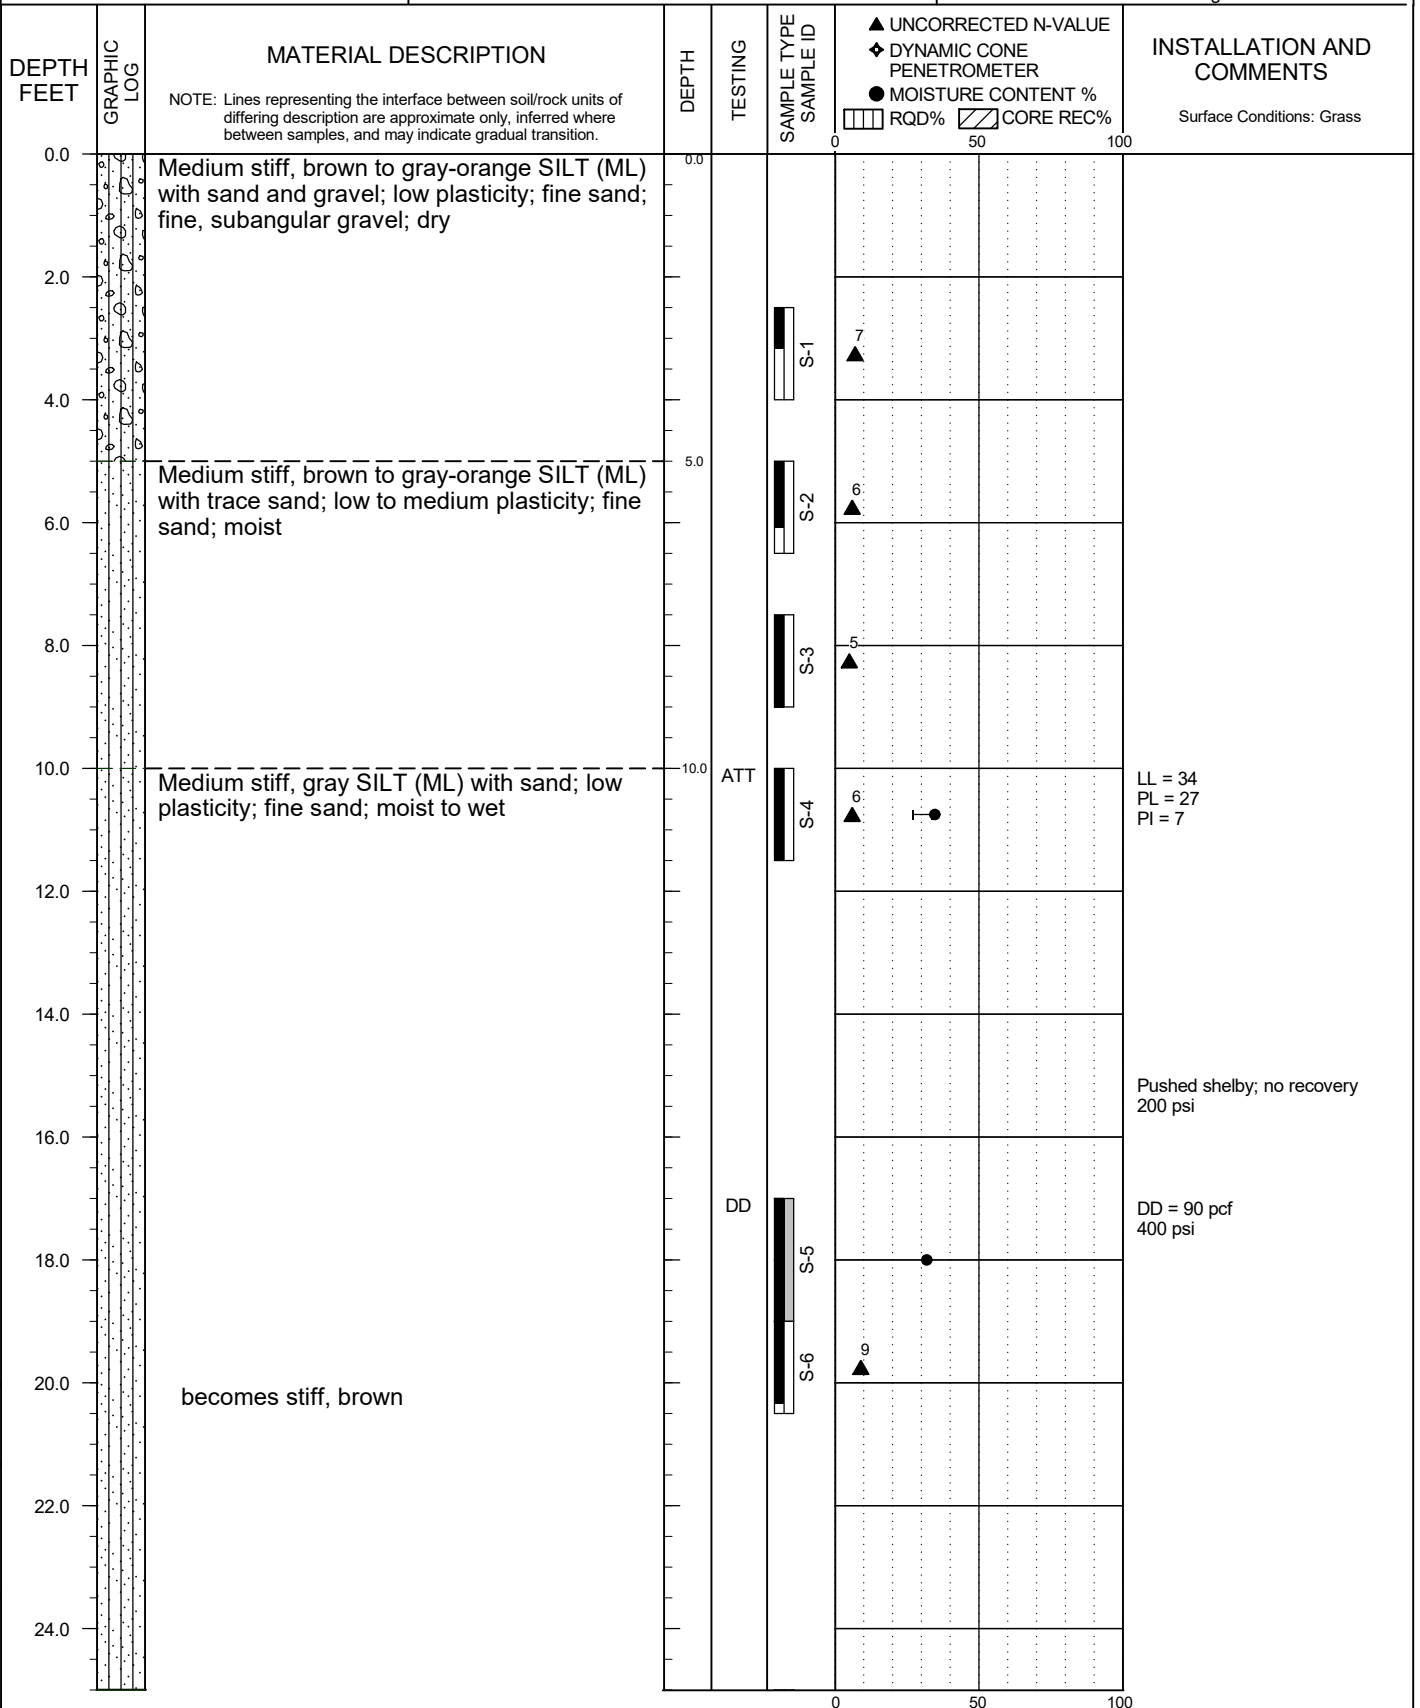 DEPTH
FEET
GRAPHIC
LOG
MATERIAL DESCRIPTION
NOTE: Lines representing the interface between soil/rock units of
differing description are approximate only, inferred where
between samples, and may indicate gradual transition.
DEPTH
TESTING
SAMPLE TYPE
SAMPLE ID
UNCORRECTED N-VALUE
DYNAMIC CONE
PENETROMETER
MOISTURE CONTENT %
RQD% CORE REC%
0 50 100
INSTALLATION AND
COMMENTS
Surface Conditions: Grass
0.0
Medium stiff, brown to gray-orange SILT (ML)
with sand and gravel; low plasticity; fine sand;
fine, subangular gravel; dry
0.0
2.0
S-1
7
4.0
Medium stiff, brown to gray-orange SILT (ML)
with trace sand; low to medium plasticity; fine
sand; moist
5.0
S-2
6
6.0
8.0
S-3
5
10.0
Medium stiff, gray SILT (ML) with sand; low
plasticity; fine sand; moist to wet
10.0
ATT
S-4
6
LL = 34
PL = 27
PI = 7
12.0
14.0
Pushed shelby; no recovery
200 psi
16.0
DD
S-5
DD = 90 pcf
400 psi
18.0
S-6
9
20.0
becomes stiff, brown
22.0
24.0
0 50 100